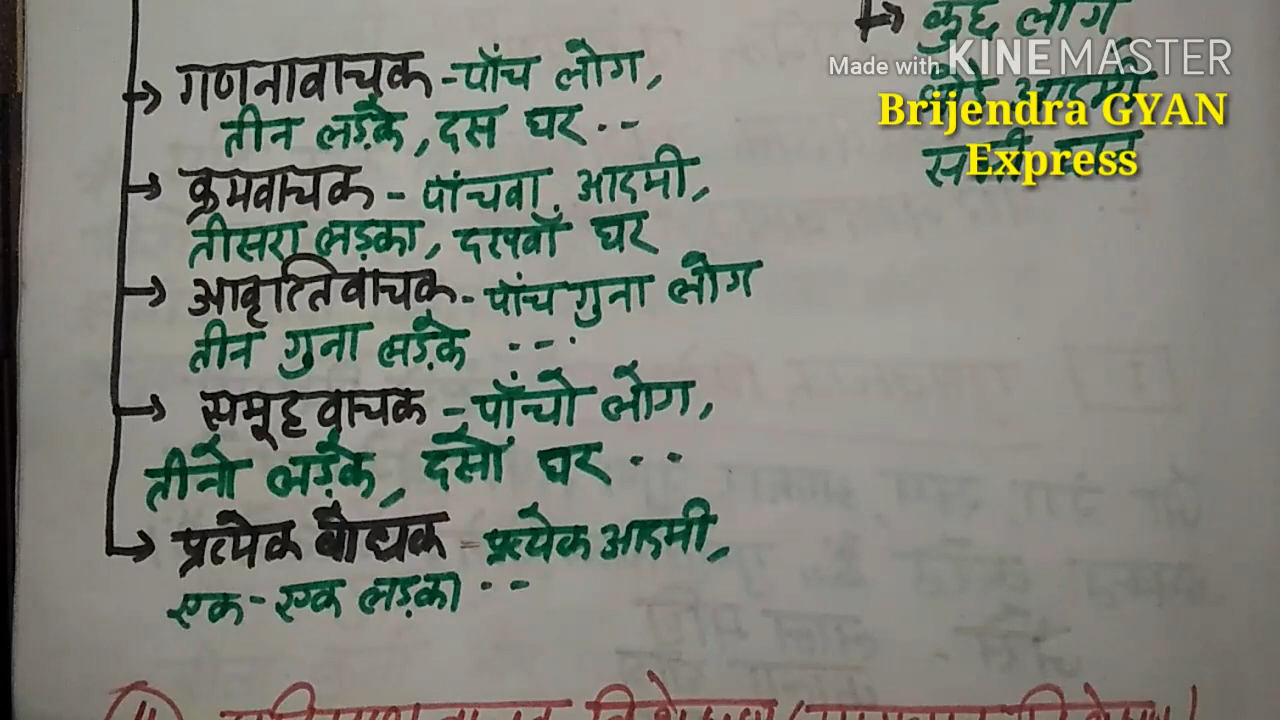 कुछ लोग
Made with KINEMASTER
Brijendra GYAN
Express
→ गणनावाचक - पाँच लोग,
तीन लड़के, दस घर . --
→ क्रमवाचक - पांचवा आदमी,
तीसरा लड़का, दसवाँ घर
→ आवृत्तिवाचक - पांच गुना लोग
तीन गुना लड़के ---
→ समूहवाचक - पाँचो लोग,
तीनो लड़के, दसों घर ..
→ प्रत्येक बोधक - प्रत्येक आदमी,
एक-एक लड़का ..